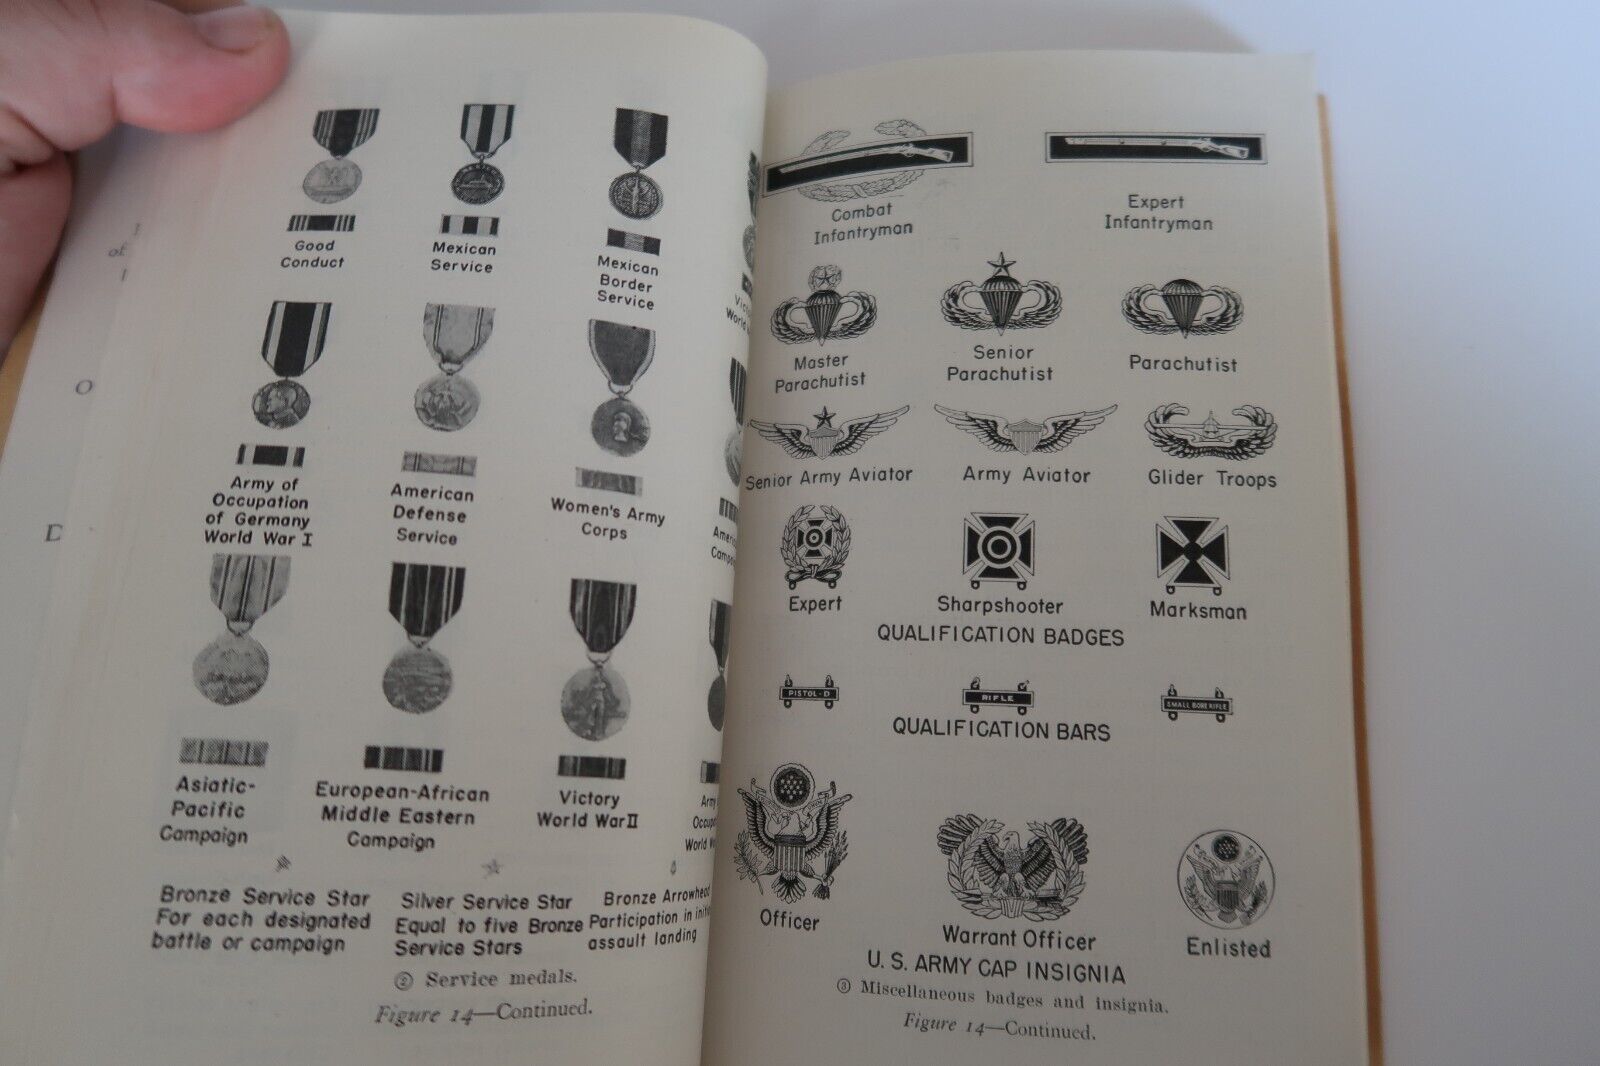 Good
Conduct
Mexican
Service
Mexican
Border
Service
Army of
Occupation
of Germany
World War I
American
Defense
Service
Women's Army
Corps
Asiatic-
Pacific
Campaign
European-African
Middle Eastern
Campaign
Victory
World War II
Army
World
Bronze Service Star
For each designated
battle or campaign
Silver Service Star
Equal to five Bronze
Service Stars
Bronze Arrowhead
Participation in
assault landing
② Service medals.
Figure 14—Continued.
Combat
Infantryman
Expert
Infantryman
Master
Parachutist
Senior
Parachutist
Parachutist
Senior Army Aviator
Army Aviator
Glider Troops
Expert
Sharpshooter
Marksman
QUALIFICATION BADGES
PISTOL-D
RIFLE
SMALL BORE RIFLE
QUALIFICATION BARS
Officer
Warrant Officer
Enlisted
U. S. ARMY CAP INSIGNIA
③ Miscellaneous badges and insignia.
Figure 14—Continued.